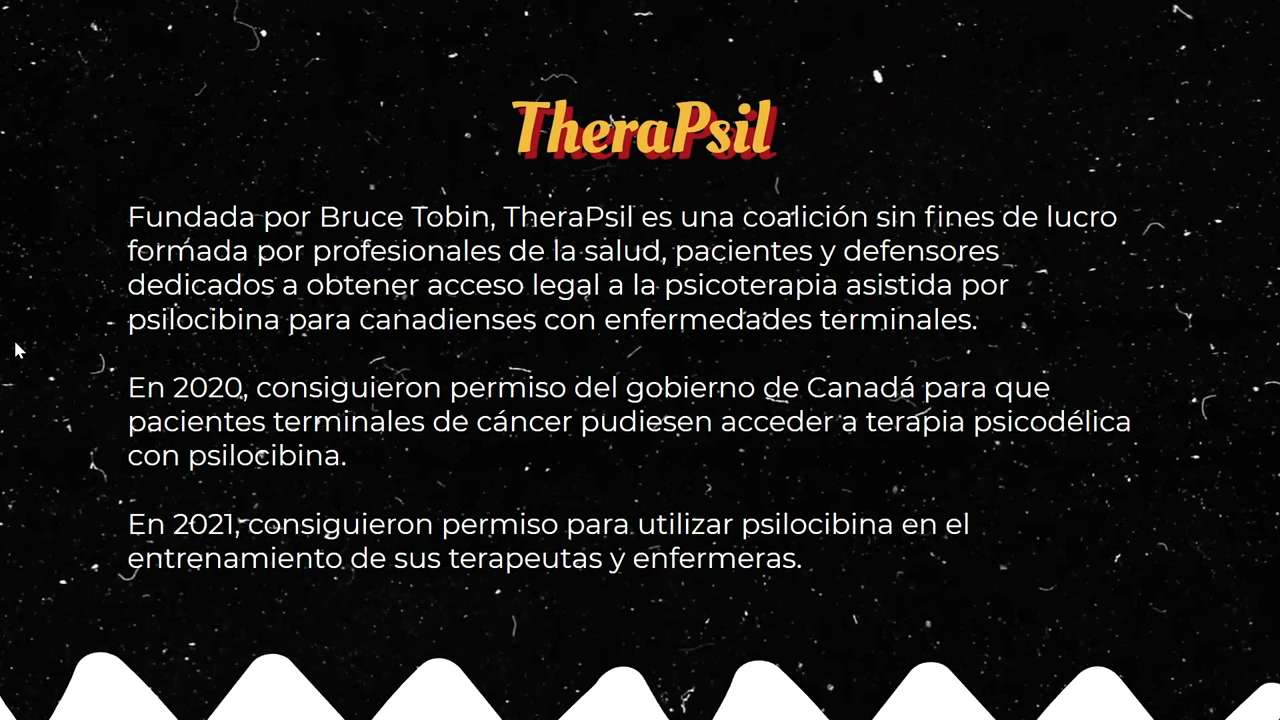 TheraPsil
Fundada por Bruce Tobin, TheraPsil es una coalición sin fines de lucro
formada por profesionales de la salud, pacientes y defensores
dedicados a obtener acceso legal a la psicoterapia asistida por
psilocibina para canadienses con enfermedades terminales.
En 2020, consiguieron permiso del gobierno de Canadá para que
pacientes terminales de cáncer pudiesen acceder a terapia psicodélica
con psilocibina.
En 2021, consiguieron permiso para utilizar psilocibina en el
entrenamiento de sus terapeutas y enfermeras.